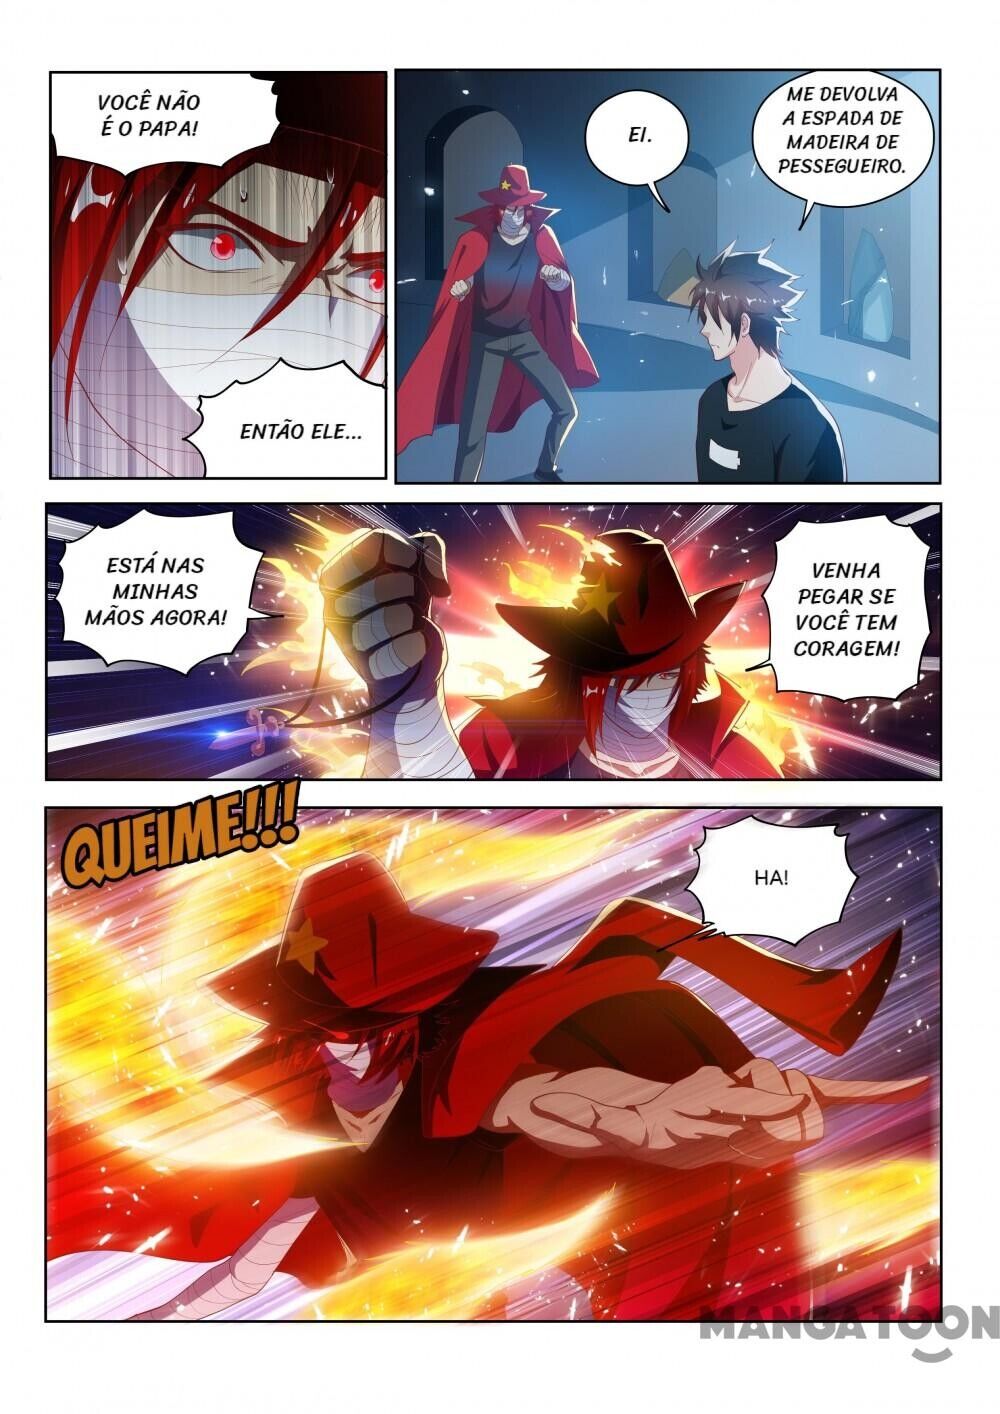 VOCÊ NÃO
É O PAPA!
ENTÃO ELE...
EI.
ME DEVOLVA
A ESPADA DE
MADEIRA DE
PESSEGUEIRO.
ESTÁ NAS
MINHAS
MÃOS AGORA!
VENHA
PEGAR SE
VOCÊ TEM
CORAGEM!
QUEIME!!!
HA!
MANGATOON